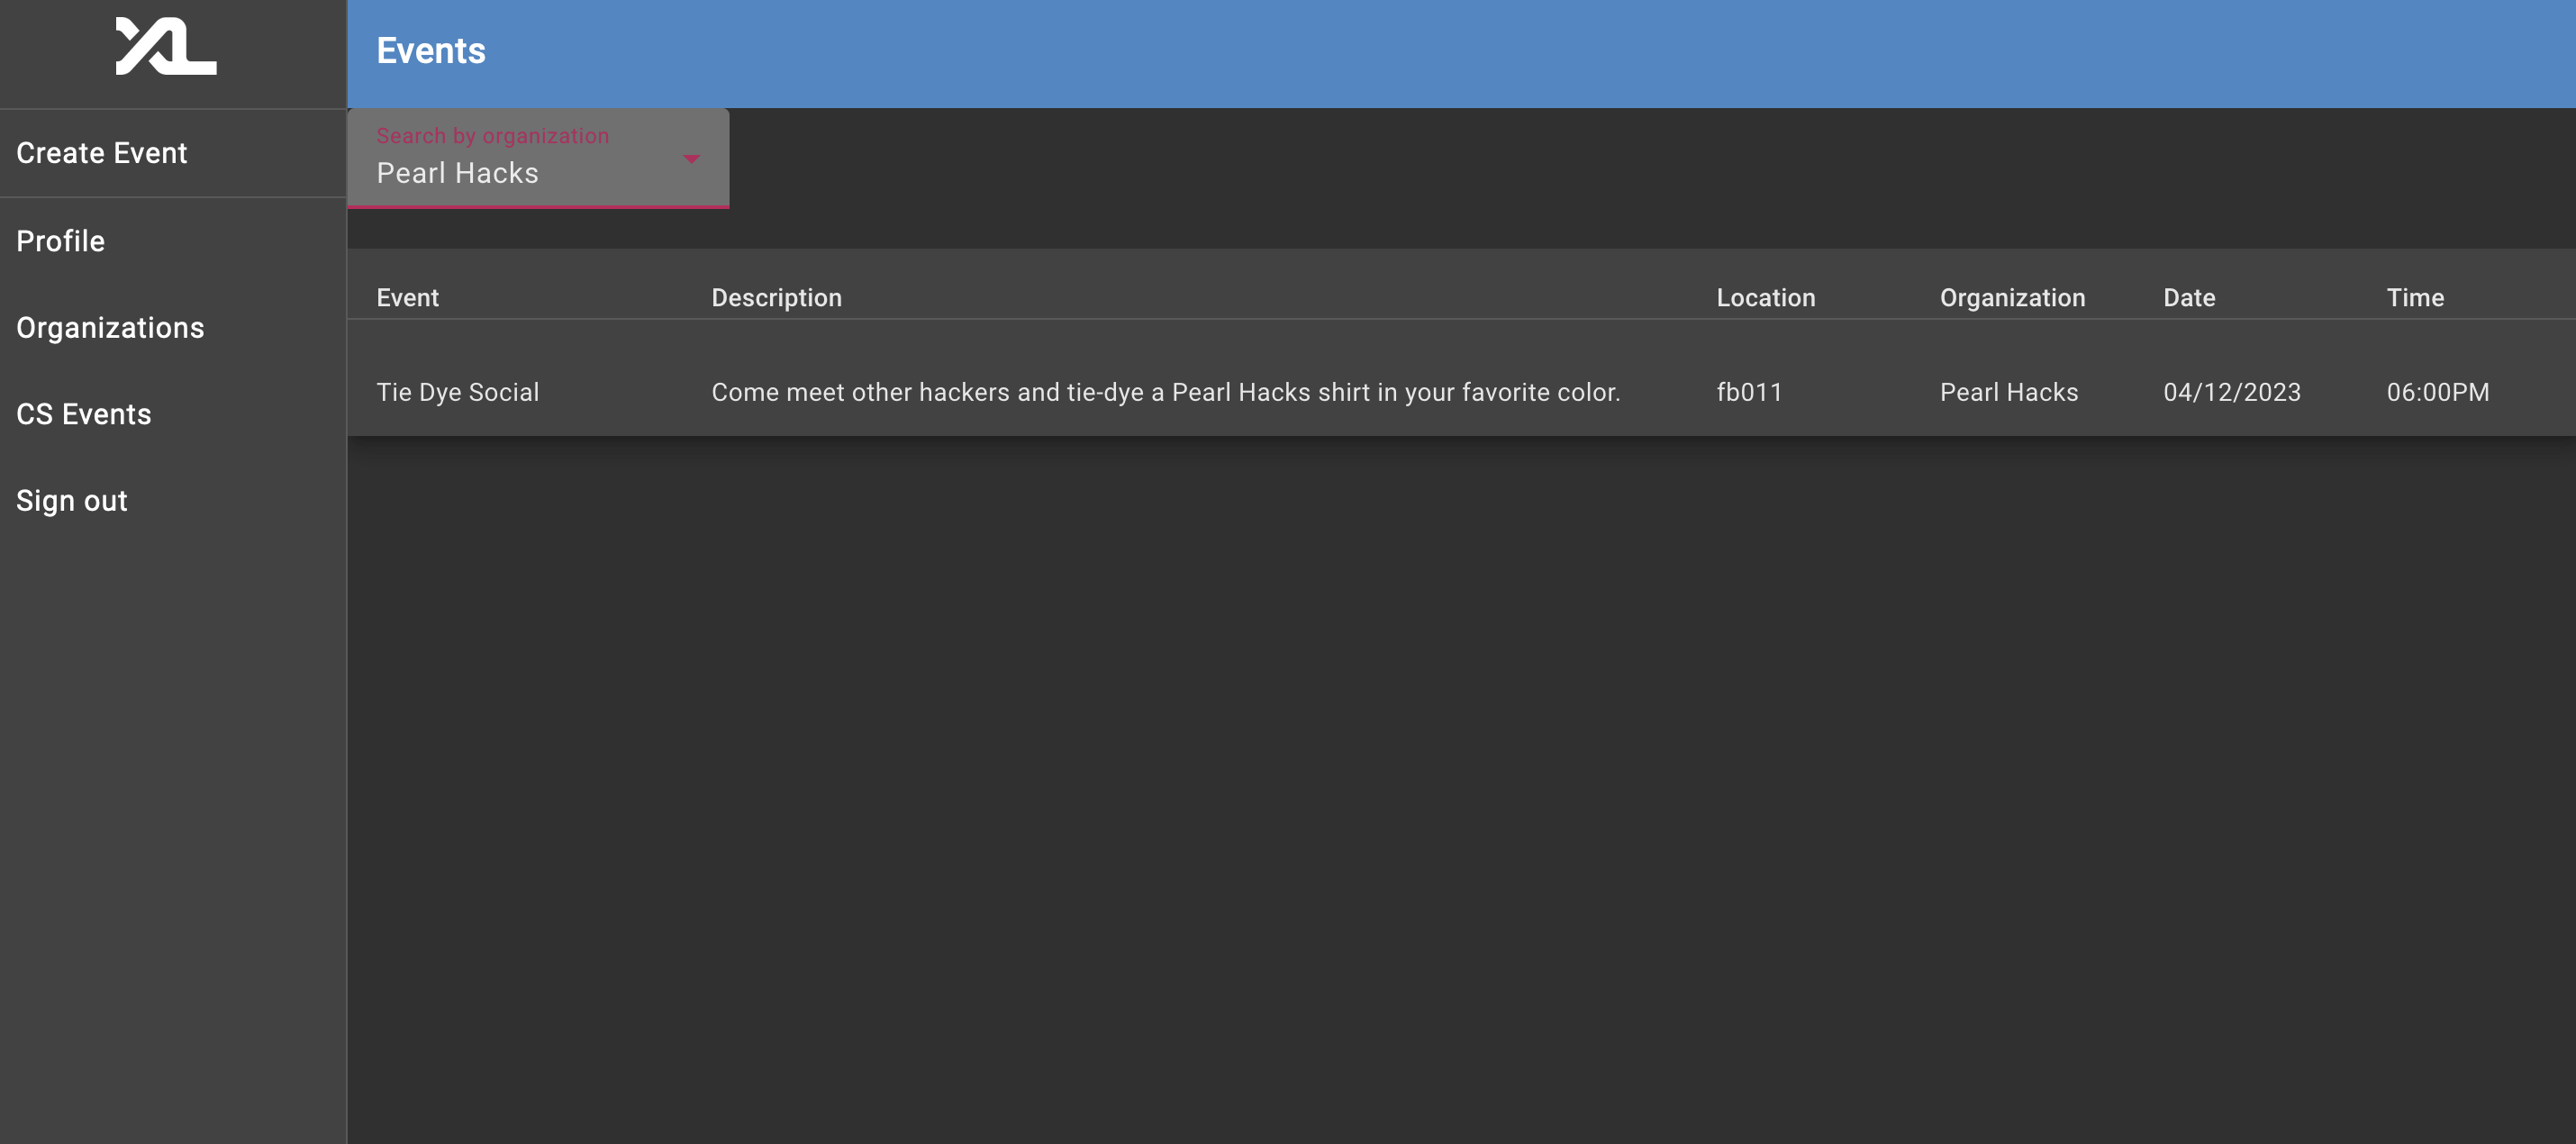 XL
Events
Create Event
Profile
Organizations
CS Events
Sign out
Search by organization
Pearl Hacks
Event Description Location Organization Date Time
Tie Dye Social Come meet other hackers and tie-dye a Pearl Hacks shirt in your favorite color. fb011 Pearl Hacks 04/12/2023 06:00PM